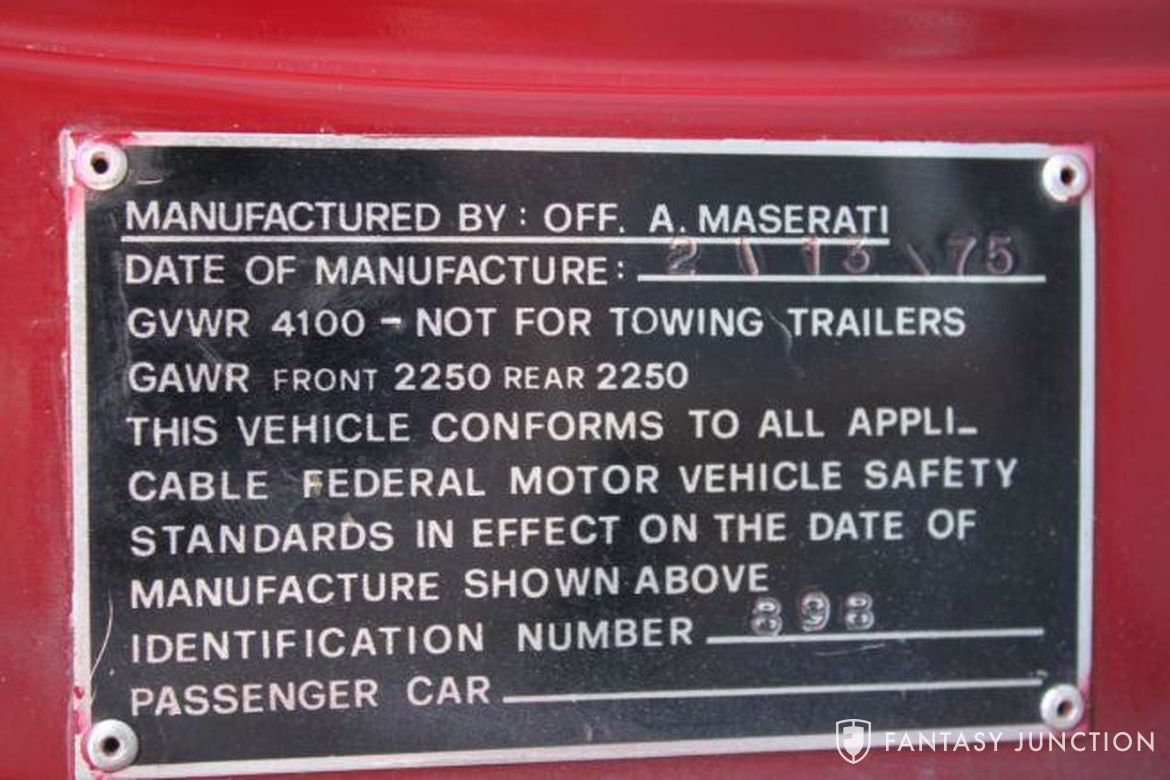 MANUFACTURED BY: OFF. A. MASERATI
DATE OF MANUFACTURE: 2 \ 13 \ 75
GVWR 4100 - NOT FOR TOWING TRAILERS
GAWR FRONT 2250 REAR 2250
THIS VEHICLE CONFORMS TO ALL APPLI-
CABLE FEDERAL MOTOR VEHICLE SAFETY
STANDARDS IN EFFECT ON THE DATE OF
MANUFACTURE SHOWN ABOVE
IDENTIFICATION NUMBER 898
PASSENGER CAR
FANTASY JUNCTION